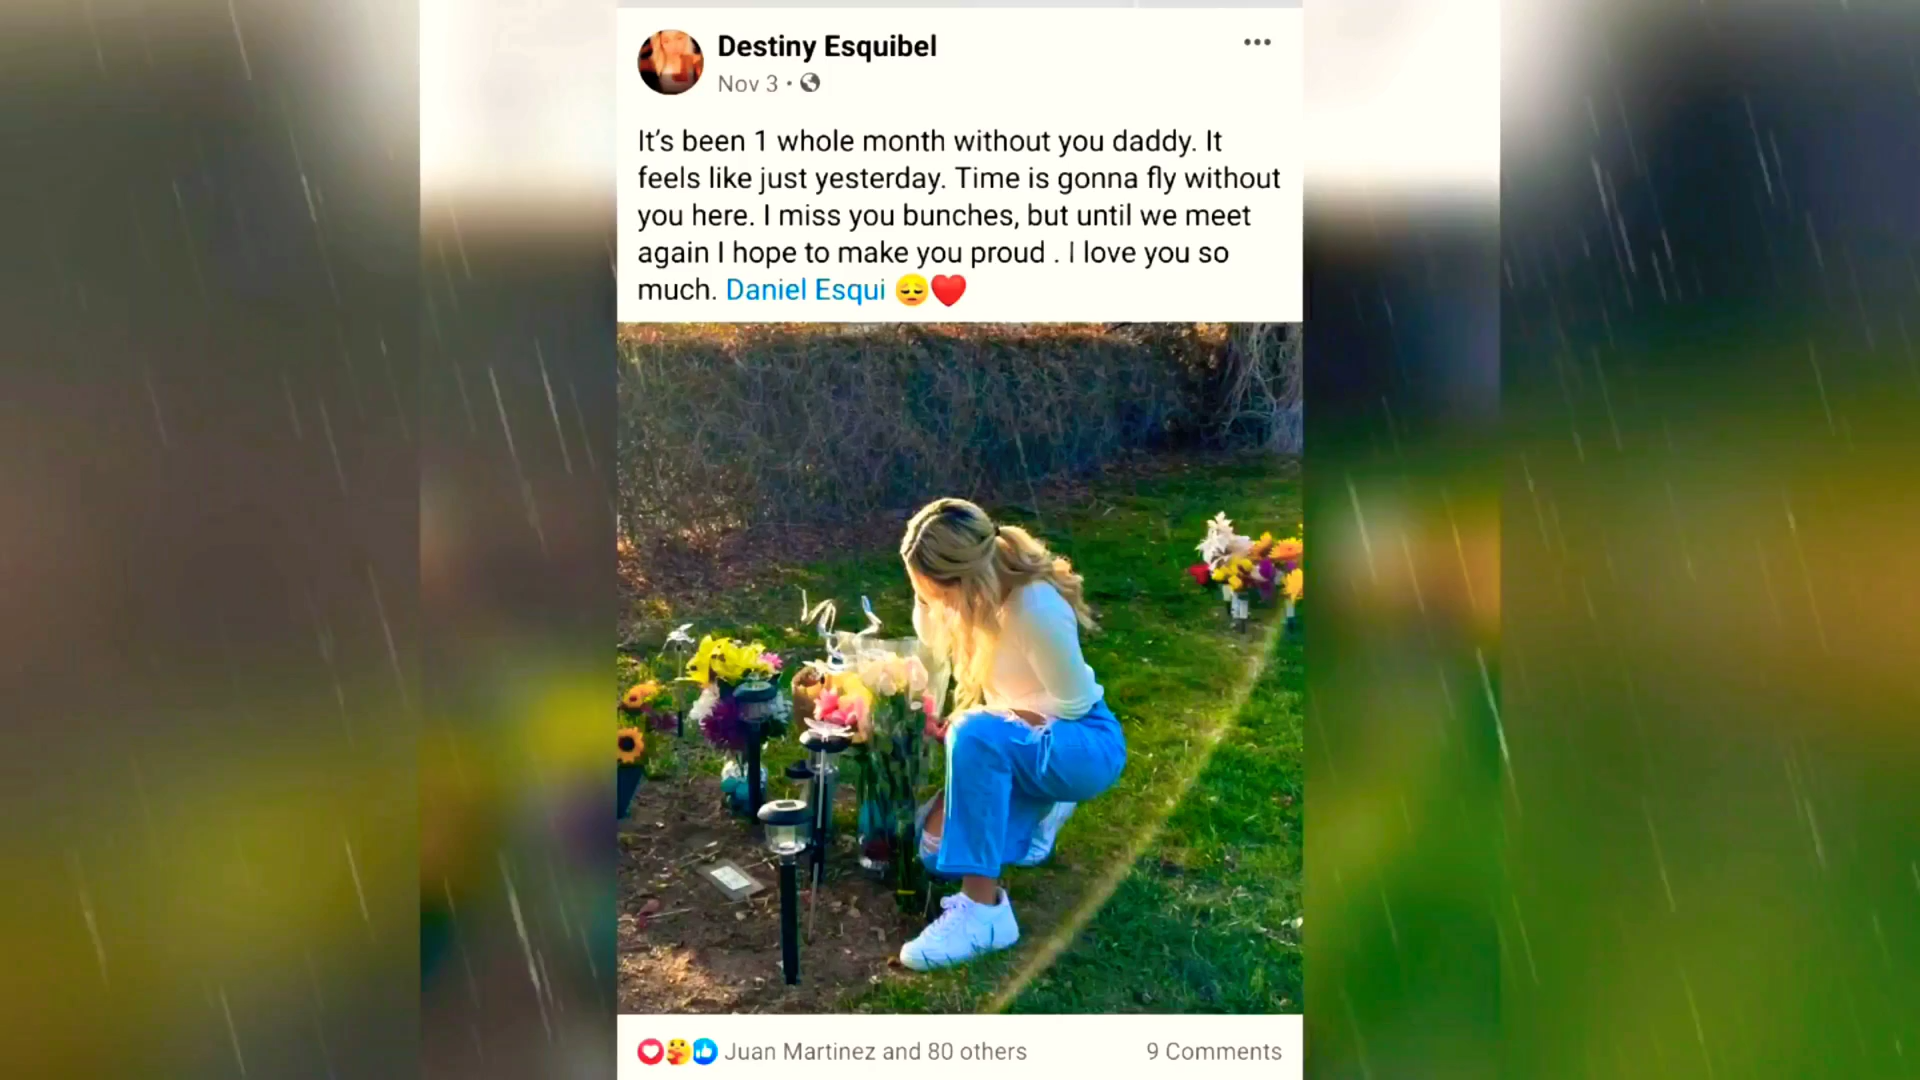 Destiny Esquibel
Nov 3 •
It's been 1 whole month without you daddy. It
feels like just yesterday. Time is gonna fly without
you here. I miss you bunches, but until we meet
again I hope to make you proud . I love you so
much. Daniel Esqui 😔❤️
Juan Martinez and 80 others
9 Comments